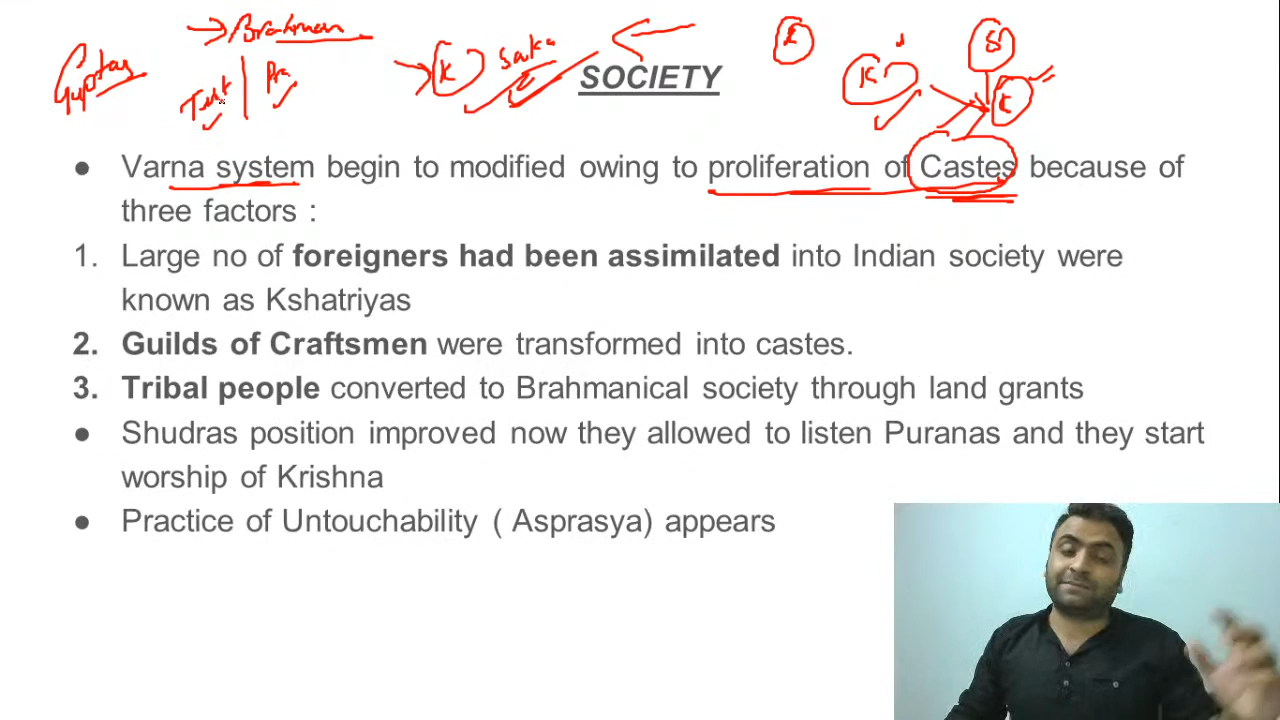 Guptas
Brahman
Text
K
Saka
SOCIETY
K
S
K
● Varna system begin to modified owing to proliferation of Castes because of
three factors :
1. Large no of foreigners had been assimilated into Indian society were
known as Kshatriyas
2. Guilds of Craftsmen were transformed into castes.
3. Tribal people converted to Brahmanical society through land grants
● Shudras position improved now they allowed to listen Puranas and they start
worship of Krishna
● Practice of Untouchability ( Asprasya) appears